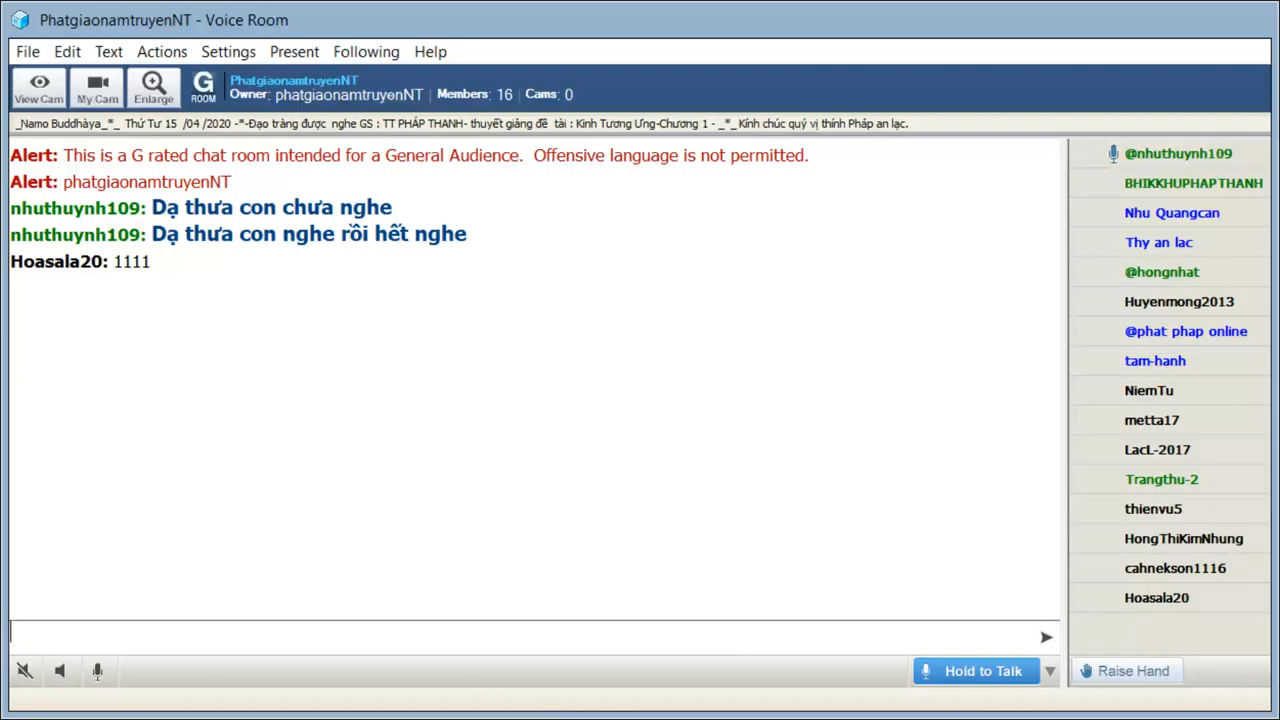 PhatgiaonamtruyenNT - Voice Room
File Edit Text Actions Settings Present Following Help
View Cam My Cam Enlarge G ROOM
PhatgiaonamtruyenNT
Owner: phatgiaonamtruyenNT | Members: 16 | Cams: 0
_Namo Buddhàya_*_ Thứ Tư 15 /04 /2020 -*-Đạo tràng được nghe GS : TT PHÁP THANH- thuyết giảng đề tài : Kinh Tương Ưng-Chương 1 - _*_ Kính chúc quý vị thính Pháp an lạc.
Alert: This is a G rated chat room intended for a General Audience. Offensive language is not permitted.
Alert: phatgiaonamtruyenNT
nhuthuynh109: Dạ thưa con chưa nghe
nhuthuynh109: Dạ thưa con nghe rồi hết nghe
Hoasala20: 1111
@nhuthuynh109
BHIKKHUPHAPTHANH
Nhu Quangcan
Thy an lac
@hongnhat
Huyenmong2013
@phat phap online
tam-hanh
NiemTu
metta17
LacL-2017
Trangthu-2
thienvu5
HongThiKimNhung
cahnekson1116
Hoasala20
Hold to Talk
Raise Hand